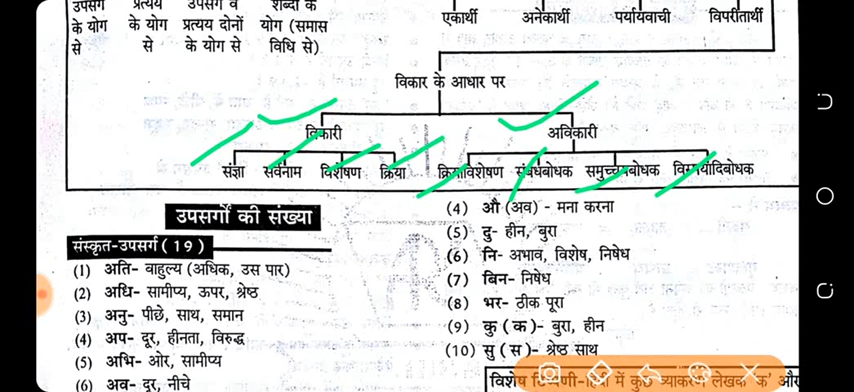 उपसर्ग प्रत्यय उपसर्ग व शब्दों के
के योग के योग प्रत्यय दोनों योग (समास
से से के योग से विधि से)
एकार्थी अनेकार्थी पर्यायवाची विपरीतार्थी
विकार के आधार पर
विकारी अविकारी
संज्ञा सर्वनाम विशेषण क्रिया क्रियाविशेषण संबंधबोधक समुच्चयबोधक विस्मयादिबोधक
उपसर्गों की संख्या
संस्कृत-उपसर्ग (19)
(1) अति- वाहुल्य (अधिक, उस पार)
(2) अधि- सामीप्य, ऊपर, श्रेष्ठ
(3) अनु- पीछे, साथ, समान
(4) अप- दूर, हीनता, विरुद्ध
(5) अभि- ओर, सामीप्य
(6) अव- दूर, नीचे
(4) औ (अव) - मना करना
(5) दु- हीन, बुरा
(6) नि- अभाव, विशेष, निषेध
(7) बिन- निषेध
(8) भर- ठीक पूरा
(9) कु (क)- बुरा, हीन
(10) सु (स)- श्रेष्ठ साथ
विशेष में कुछ लेखक 'क' और